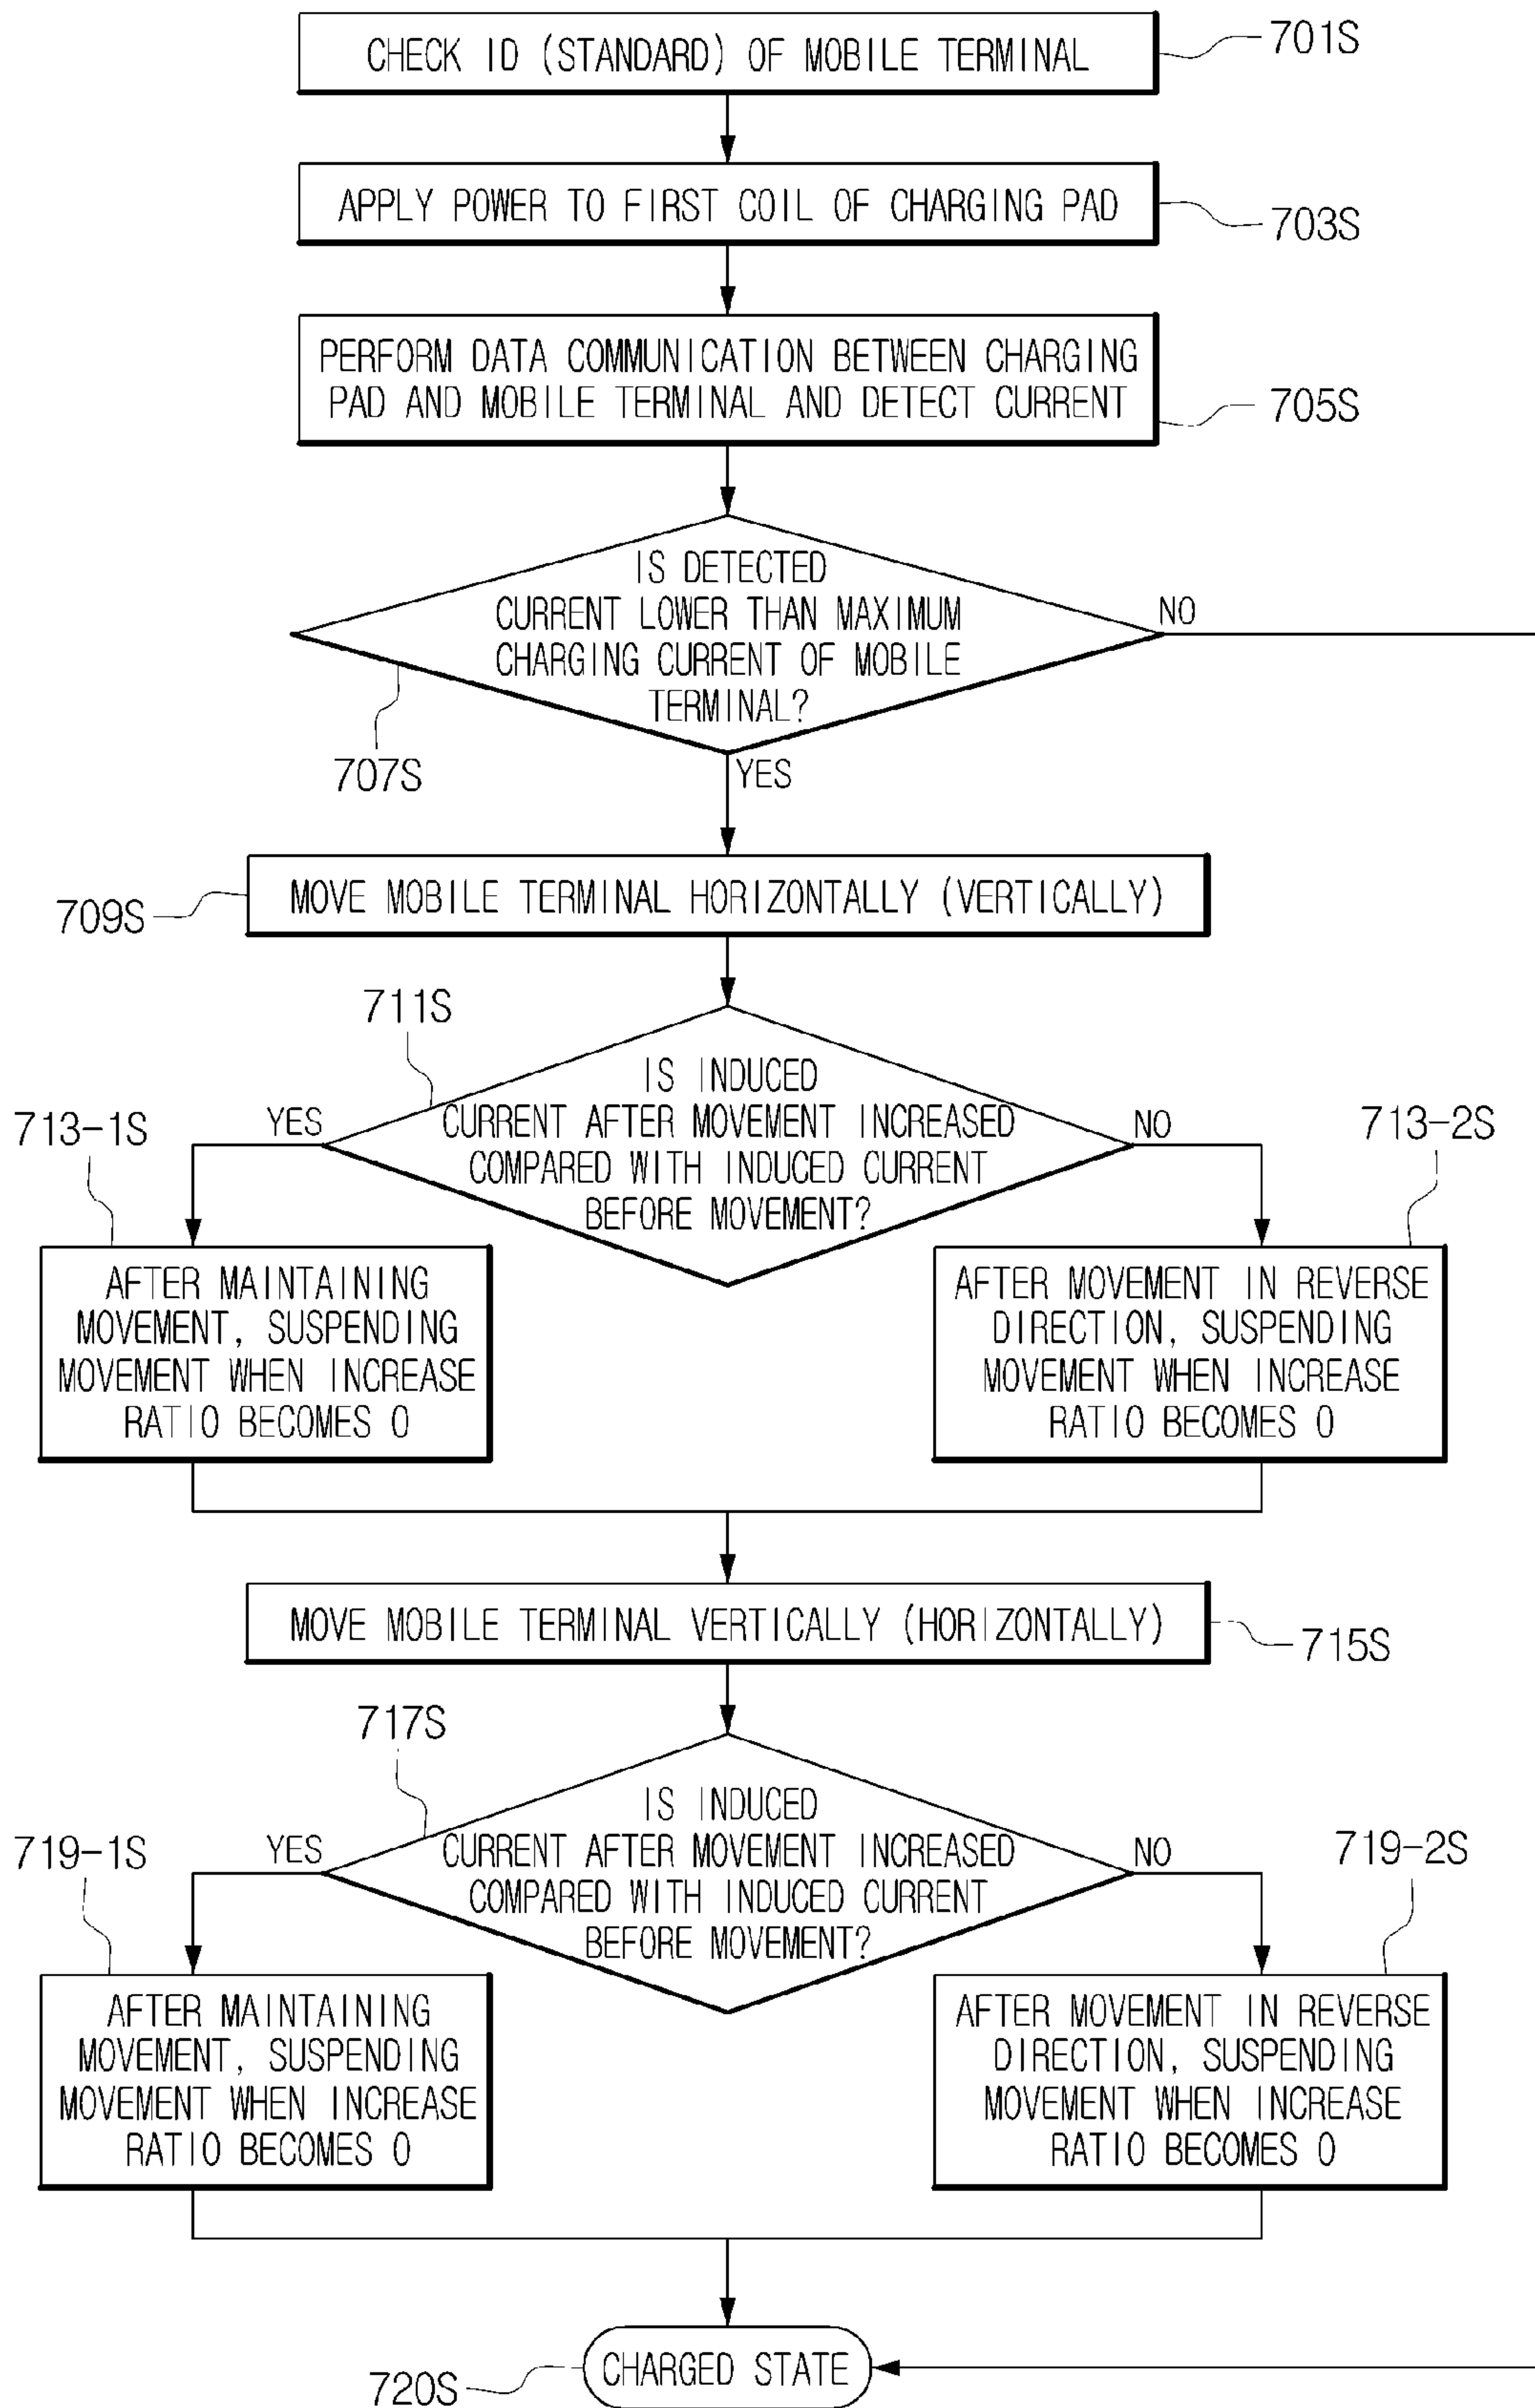 CHECK ID (STANDARD) OF MOBILE TERMINAL
701S
APPLY POWER TO FIRST COIL OF CHARGING PAD
703S
PERFORM DATA COMMUNICATION BETWEEN CHARGING
PAD AND MOBILE TERMINAL AND DETECT CURRENT
705S
IS DETECTED
CURRENT LOWER THAN MAXIMUM
CHARGING CURRENT OF MOBILE
TERMINAL?
NO
707S
YES
MOVE MOBILE TERMINAL HORIZONTALLY (VERTICALLY)
709S
711S
IS INDUCED
CURRENT AFTER MOVEMENT INCREASED
COMPARED WITH INDUCED CURRENT
BEFORE MOVEMENT?
YES
NO
713-1S
713-2S
AFTER MAINTAINING
MOVEMENT, SUSPENDING
MOVEMENT WHEN INCREASE
RATIO BECOMES 0
AFTER MOVEMENT IN REVERSE
DIRECTION, SUSPENDING
MOVEMENT WHEN INCREASE
RATIO BECOMES 0
MOVE MOBILE TERMINAL VERTICALLY (HORIZONTALLY)
715S
717S
IS INDUCED
CURRENT AFTER MOVEMENT INCREASED
COMPARED WITH INDUCED CURRENT
BEFORE MOVEMENT?
YES
NO
719-1S
719-2S
AFTER MAINTAINING
MOVEMENT, SUSPENDING
MOVEMENT WHEN INCREASE
RATIO BECOMES 0
AFTER MOVEMENT IN REVERSE
DIRECTION, SUSPENDING
MOVEMENT WHEN INCREASE
RATIO BECOMES 0
CHARGED STATE
720S